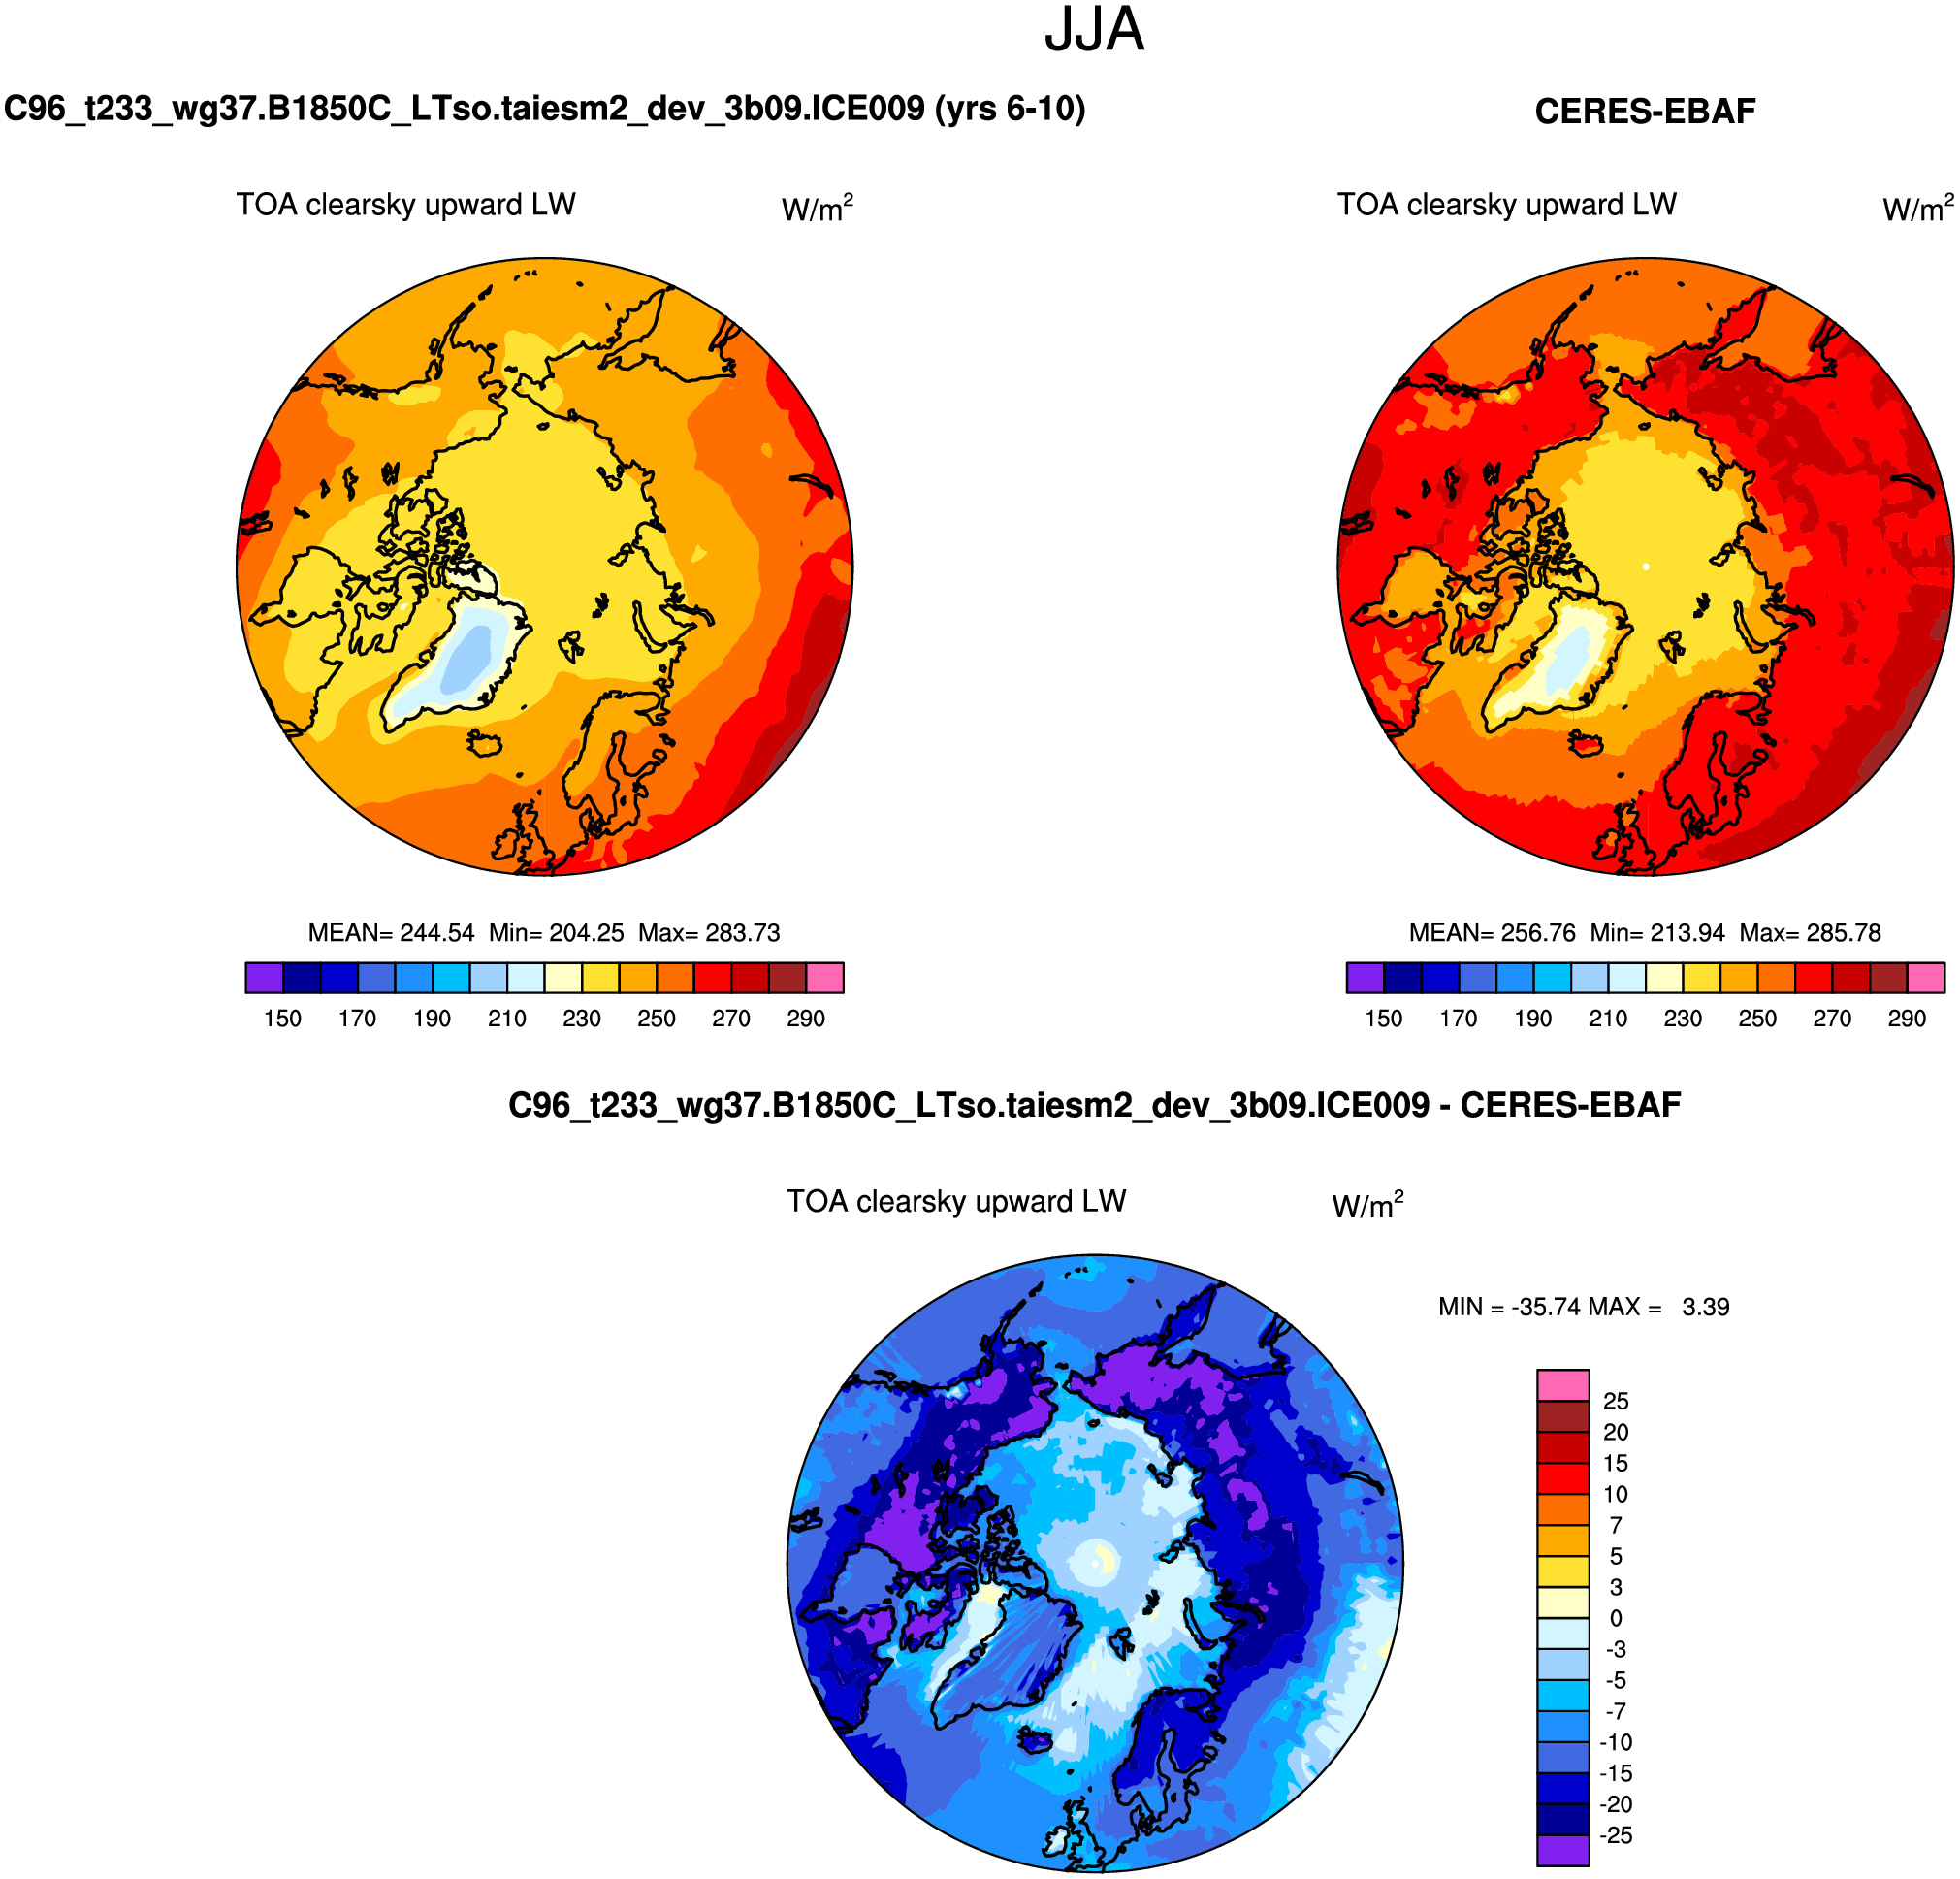 JJA
C96_t233_wg37.B1850C_LTso.taiesm2_dev_3b09.ICE009 (yrs 6-10)
CERES-EBAF
TOA clearsky upward LW W/m²
TOA clearsky upward LW W/m²
MEAN= 244.54 Min= 204.25 Max= 283.73
MEAN= 256.76 Min= 213.94 Max= 285.78
150 170 190 210 230 250 270 290
150 170 190 210 230 250 270 290
C96_t233_wg37.B1850C_LTso.taiesm2_dev_3b09.ICE009 - CERES-EBAF
TOA clearsky upward LW W/m²
MIN = -35.74 MAX = 3.39
25
20
15
10
7
5
3
0
-3
-5
-7
-10
-15
-20
-25